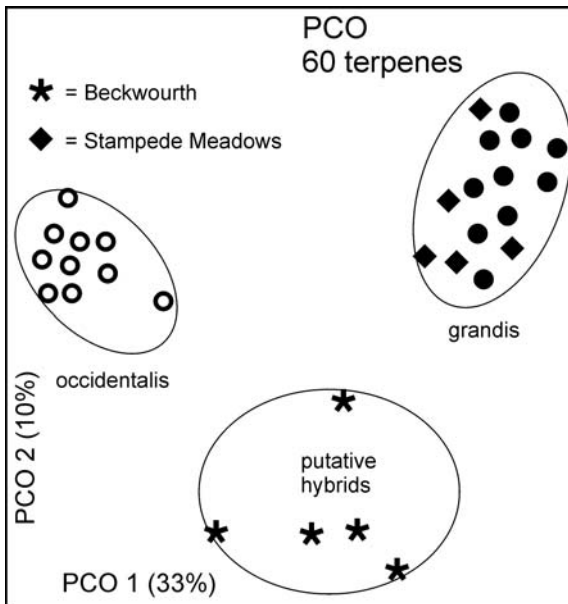 PCO
60 terpenes
= Beckwourth
= Stampede Meadows
grandis
occidentalis
putative
hybrids
PCO 2 (10%)
PCO 1 (33%)